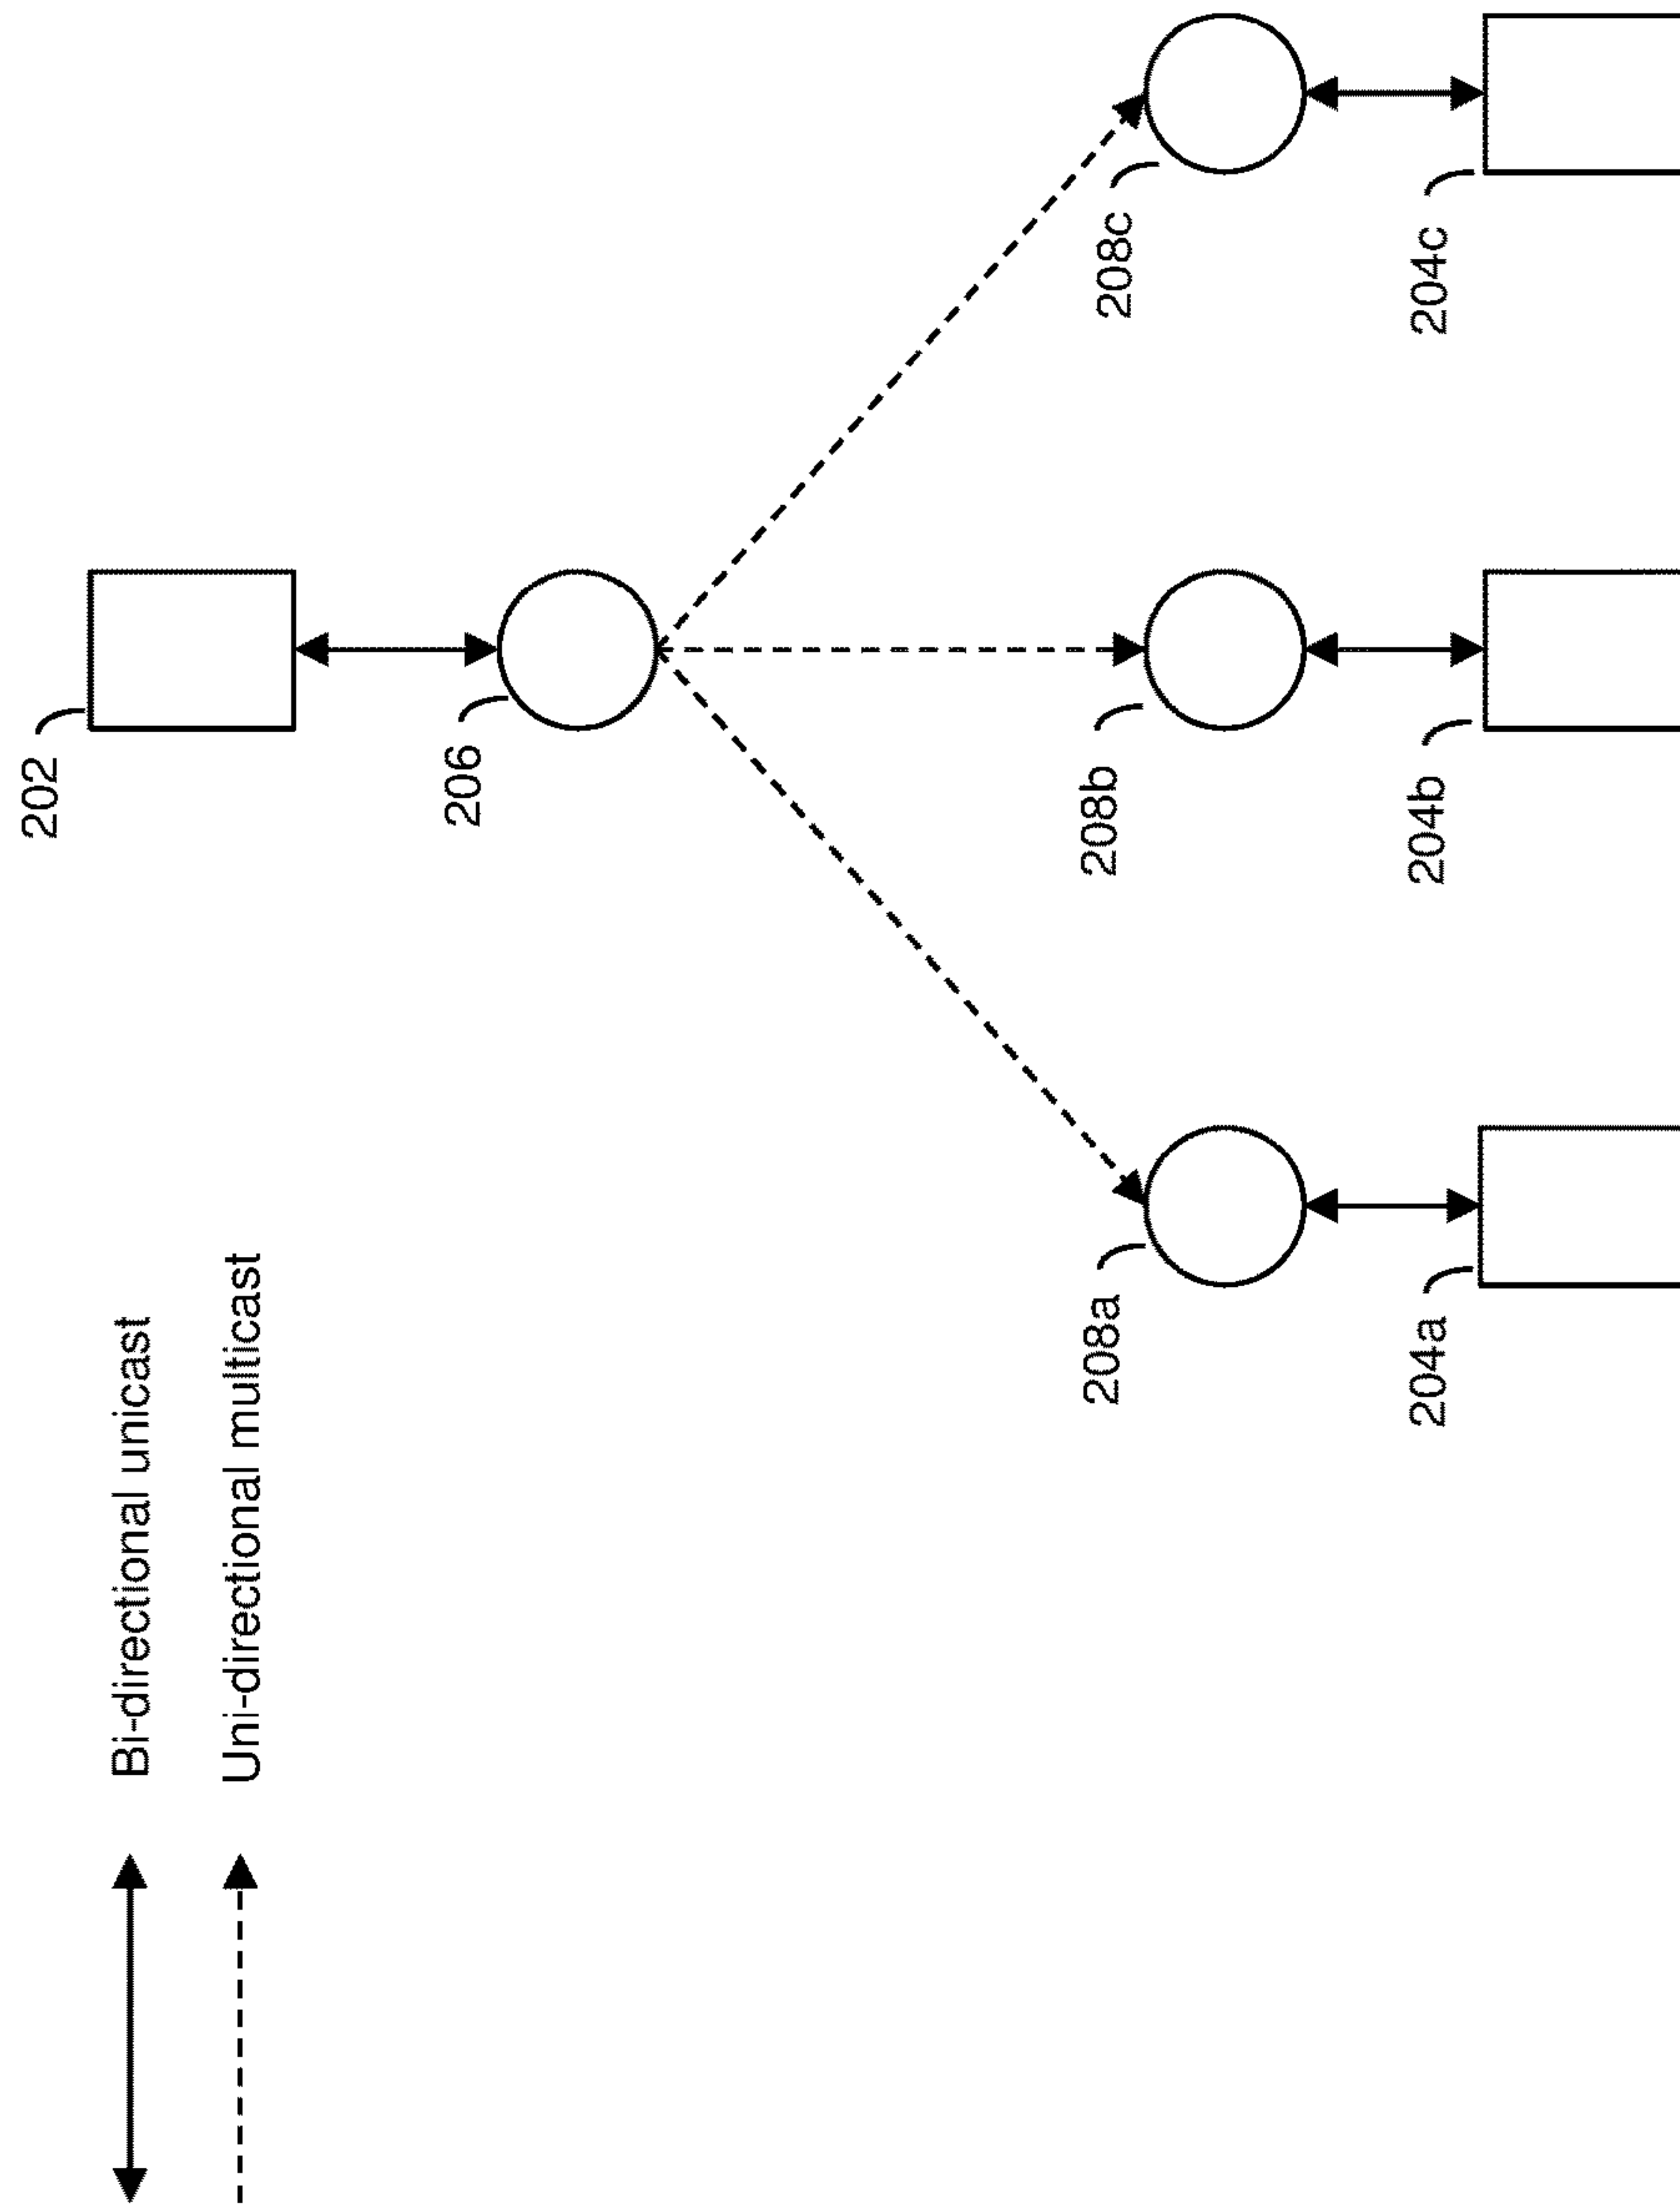 Bi-directional unicast
Uni-directional multicast
202
206
208a
208b
208c
204a
204b
204c